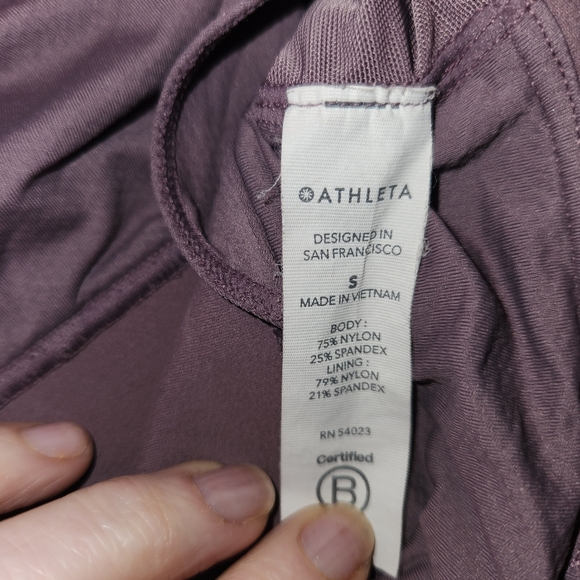 ATHLETA
DESIGNED IN
SAN FRANCISCO
S
MADE IN VIETNAM
BODY :
75% NYLON
25% SPANDEX
LINING :
79% NYLON
21% SPANDEX
RN 54023
Certified
B